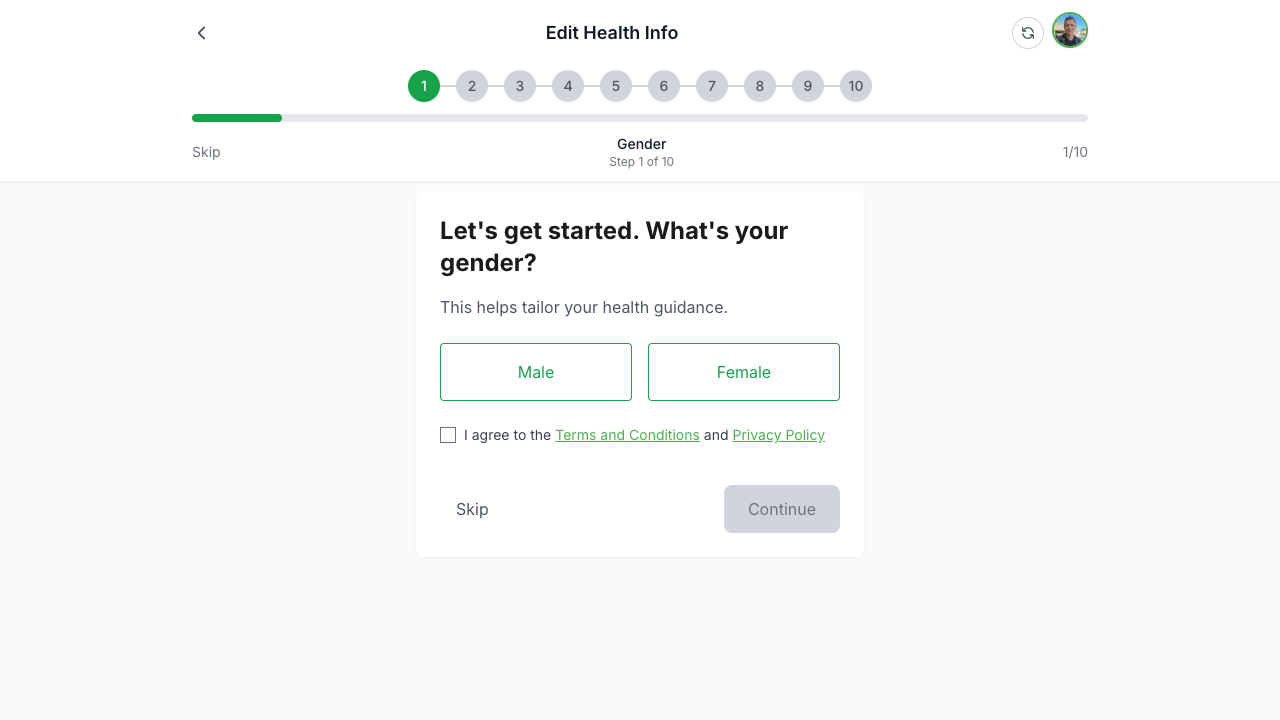 Edit Health Info
1 2 3 4 5 6 7 8 9 10
Skip
Gender
Step 1 of 10
1/10
Let's get started. What's your
gender?
This helps tailor your health guidance.
Male
Female
I agree to the Terms and Conditions and Privacy Policy
Skip
Continue